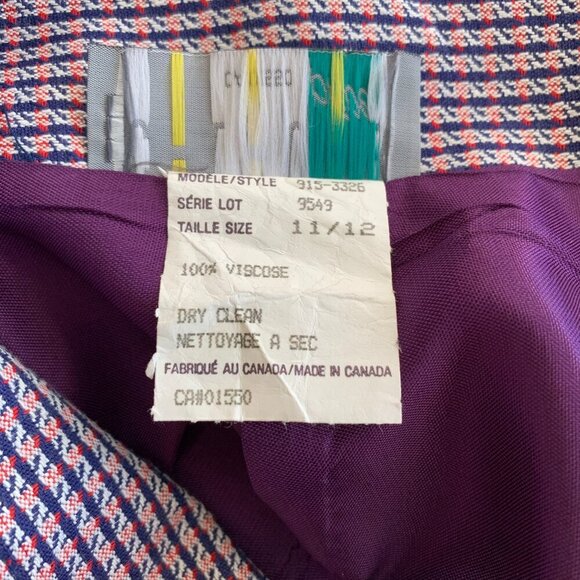 MODÈLE/STYLE 915-3326
SÉRIE LOT 9549
TAILLE SIZE 11/12
100% VISCOSE
DRY CLEAN
NETTOYAGE A SEC
FABRIQUÉ AU CANADA/MADE IN CANADA
CA#01550